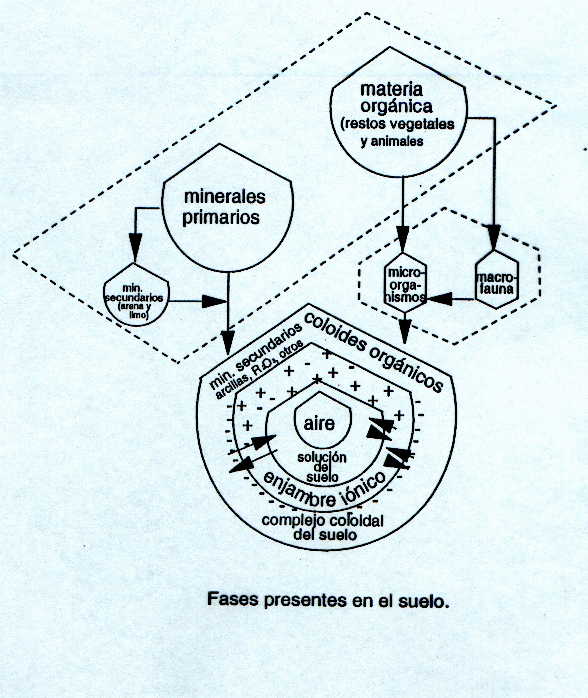 materia
orgánica
(restos vegetales
y animales
minerales
primarios
min.
secundarios
(arena y
limo)
micro-
orga-
nismos
macro-
fauna
min. secundarios
arcillas, R₂O₃, otros
coloides orgánicos
aire
solución
del
suelo
enjambre iónico
complejo coloidal
del suelo
Fases presentes en el suelo.